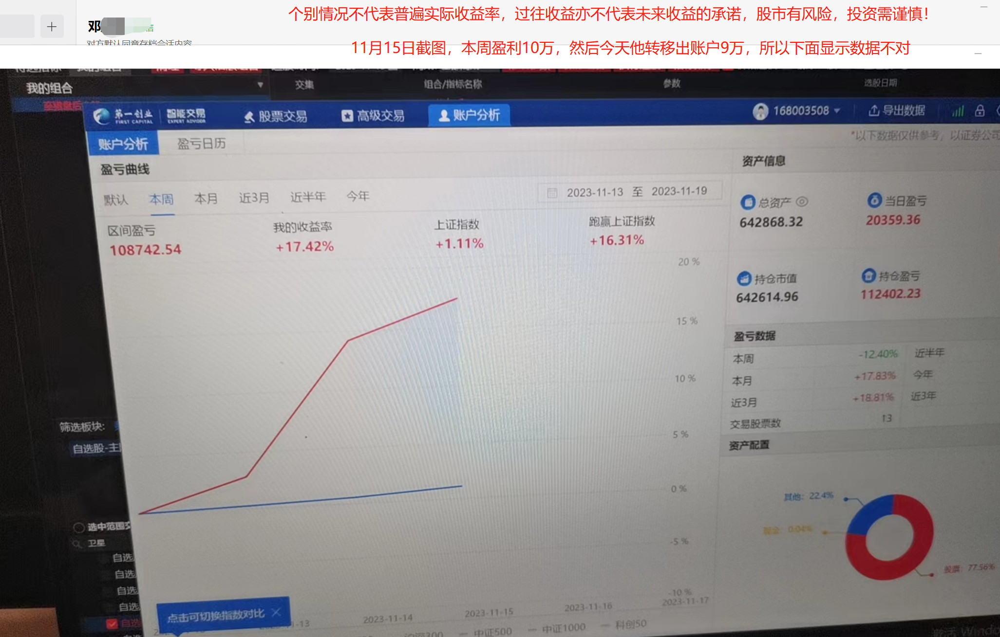 个别情况不代表普遍实际收益率，过往收益亦不代表未来收益的承诺，股市有风险，投资需谨慎！
邓
对方默认同意存档会话内容
11月15日截图，本周盈利10万，然后今天他转移出账户9万，所以下面显示数据不对
我的组合
交集 组合/指标名称 参数 选股日期
第一创业 FIRST CAPITAL 智能交易 EXPERT ADVISOR 股票交易 高级交易 账户分析 168003508 导出数据
账户分析 盈亏日历
*以下数据仅供参考，以证券公司
盈亏曲线
资产信息
默认 本周 本月 近3月 近半年 今年 2023-11-13 至 2023-11-19
总资产 当日盈亏
642868.32 20359.36
区间盈亏 我的收益率 上证指数 跑赢上证指数
108742.54 +17.42% +1.11% +16.31%
20 %
持仓市值 持仓盈亏
642614.96 112402.23
15 %
盈亏数据
本周 -12.40% 近半年
10 %
本月 +17.83% 今年
近3月 +18.81% 近3年
交易股票数 13
筛选板块:
5 %
自选股-主
资产配置
0 %
其他: 22.4%
现金: 0.04%
选中范围交
卫星
-5 %
自选
股票: 77.56%
自选
自选
自选
-10 %
点击可切换指数对比
自选
1-13 2023-11-14 2023-11-15 2023-11-16 2023-11-17
沪深300 中证500 中证1000 科创50